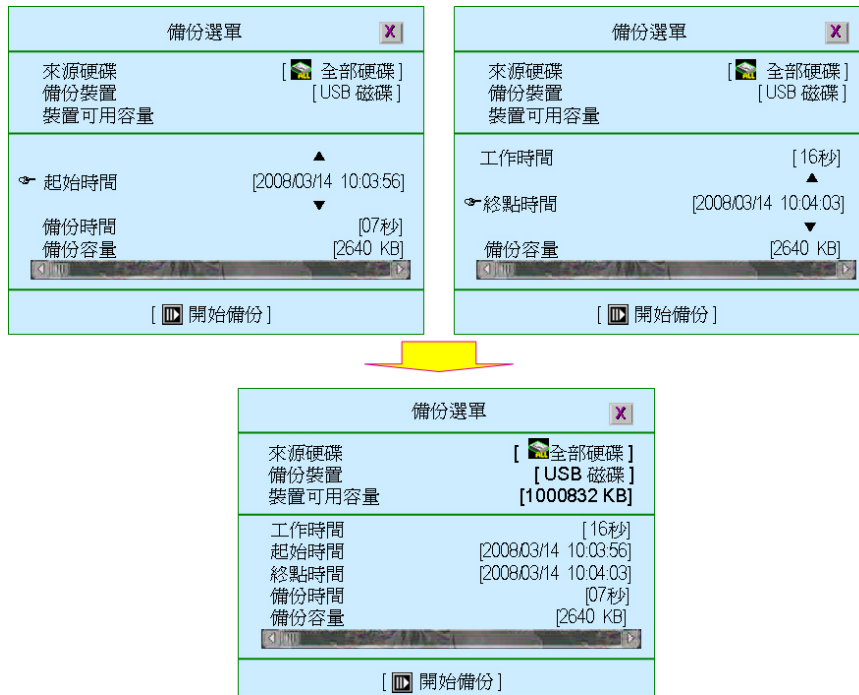 備份選單 X
來源硬碟 [ ALL 全部硬碟 ]
備份裝置 [ USB 磁碟 ]
裝置可用容量
▲
☞ 起始時間 [2008/03/14 10:03:56]
▼
備份時間 [07秒]
備份容量 [2640 KB]
[ 開始備份 ]
備份選單 X
來源硬碟 [ ALL 全部硬碟 ]
備份裝置 [ USB 磁碟 ]
裝置可用容量
工作時間 [ 16秒]
▲
☞終點時間 [2008/03/14 10:04:03]
▼
備份容量 [2640 KB]
[ 開始備份 ]
備份選單 X
來源硬碟 [ ALL 全部硬碟 ]
備份裝置 [ USB 磁碟 ]
裝置可用容量 [1000832 KB]
工作時間 [ 16秒]
起始時間 [2008/03/14 10:03:56]
終點時間 [2008/03/14 10:04:03]
備份時間 [07秒]
備份容量 [2640 KB]
[ 開始備份 ]